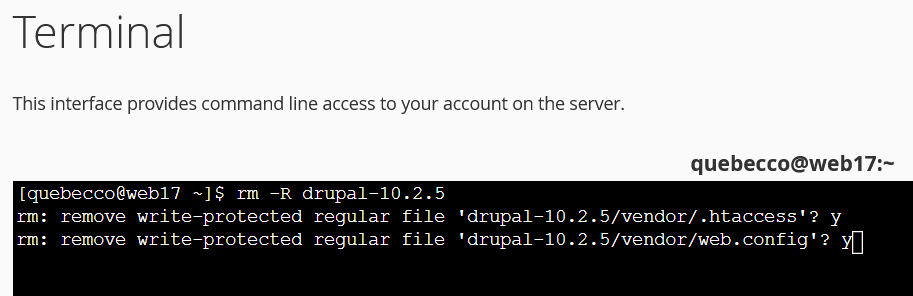 Terminal
This interface provides command line access to your account on the server.
quebecco@web17:~
[quebecco@web17 ~]$ rm -R drupal-10.2.5
rm: remove write-protected regular file 'drupal-10.2.5/vendor/.htaccess'? y
rm: remove write-protected regular file 'drupal-10.2.5/vendor/web.config'? y